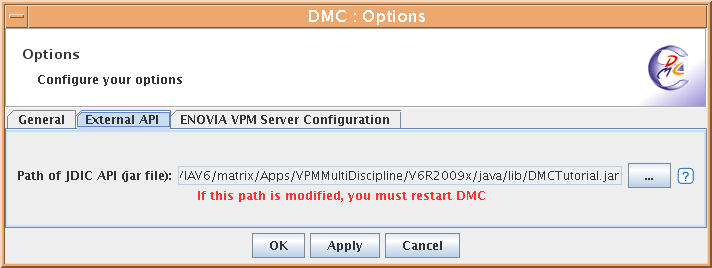 DMC : Options
Options
Configure your options
DMC
General External API ENOVIA VPM Server Configuration
Path of JDIC API (jar file): /IAV6/matrix/Apps/VPMMultiDiscipline/V6R2009x/java/lib/DMCTutorial.jar ... ?
If this path is modified, you must restart DMC
OK Apply Cancel